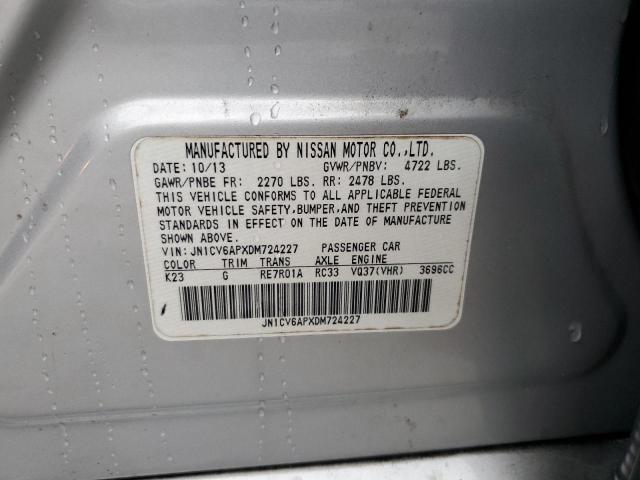 MANUFACTURED BY NISSAN MOTOR CO.,LTD.
DATE: 10/13 GVWR/PNBV: 4722 LBS.
GAWR/PNBE FR: 2270 LBS. RR: 2478 LBS.
THIS VEHICLE CONFORMS TO ALL APPLICABLE FEDERAL
MOTOR VEHICLE SAFETY,BUMPER,AND THEFT PREVENTION
STANDARDS IN EFFECT ON THE DATE OF MANUFACTURE
SHOWN ABOVE.
VIN: JN1CV6APXDM724227 PASSENGER CAR
COLOR TRIM TRANS AXLE ENGINE
K23 G RE7R01A RC33 VQ37(VHR) 3696CC
JN1CV6APXDM724227